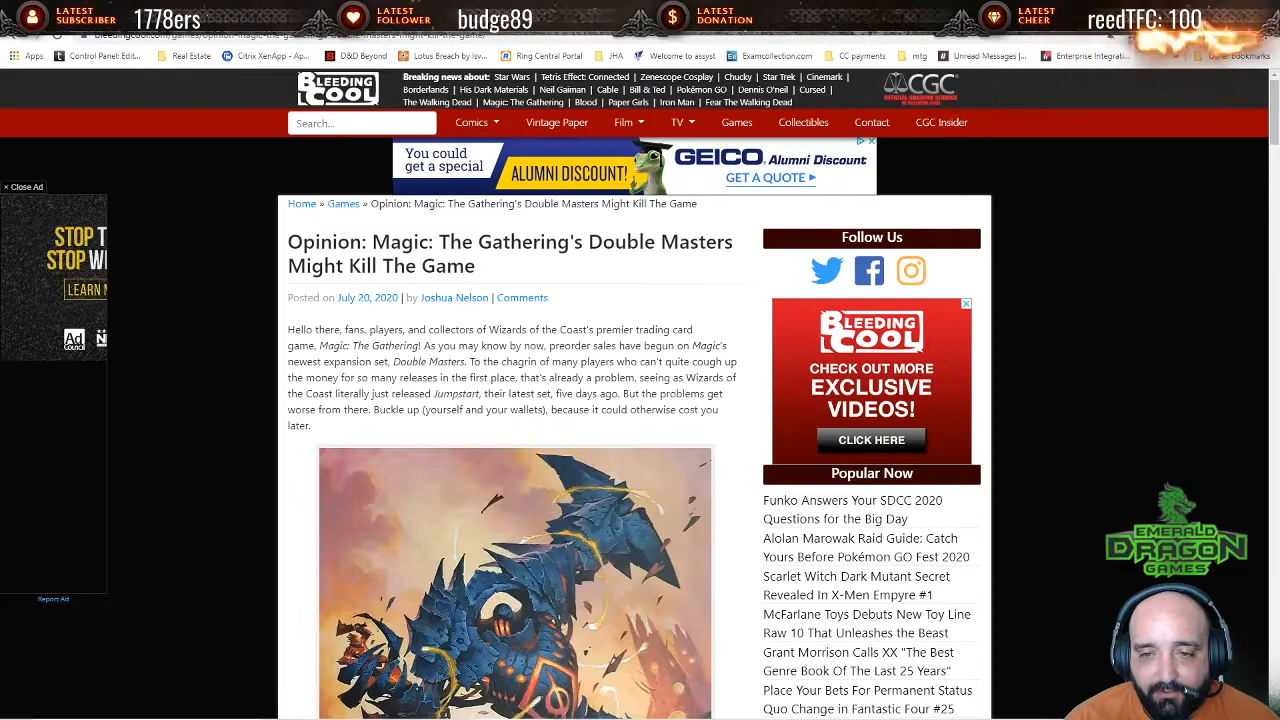 LATEST SUBSCRIBER 1778ers
LATEST FOLLOWER budge89
LATEST DONATION
LATEST CHEER reedTFC: 100
Apps
Control Panel Edit...
Real Estate
Citrix XenApp - Ap...
D&D Beyond
Lotus Breach by Isv...
Ring Central Portal
JHA
Welcome to assyst
Examcollection.com
CC payments
mtg
Unread Messages |...
Enterprise Integrati...
Other bookmarks
BLEEDING COOL
Breaking news about: Star Wars | Tetris Effect: Connected | Zenescope Cosplay | Chucky | Star Trek | Cinemark |
Borderlands | His Dark Materials | Neil Gaiman | Cable | Bill & Ted | Pokémon GO | Dennis O'neil | Cursed |
The Walking Dead | Magic: The Gathering | Blood | Paper Girls | Iron Man | Fear The Walking Dead
CGC
Search...
Comics
Vintage Paper
Film
TV
Games
Collectibles
Contact
CGC Insider
You could
get a special
ALUMNI DISCOUNT!
GEICO Alumni Discount
GET A QUOTE
× Close Ad
STOP T
STOP WI
LEARN M
Ad
Council
Report Ad
Home » Games » Opinion: Magic: The Gathering's Double Masters Might Kill The Game
Opinion: Magic: The Gathering's Double Masters
Might Kill The Game
Posted on July 20, 2020 | by Joshua Nelson | Comments
Hello there, fans, players, and collectors of Wizards of the Coast's premier trading card
game, Magic: The Gathering! As you may know by now, preorder sales have begun on Magic's
newest expansion set, Double Masters. To the chagrin of many players who can't quite cough up
the money for so many releases in the first place, that's already a problem, seeing as Wizards of
the Coast literally just released Jumpstart, their latest set, five days ago. But the problems get
worse from there. Buckle up (yourself and your wallets), because it could otherwise cost you
later.
Follow Us
BLEEDING COOL
CHECK OUT MORE
EXCLUSIVE
VIDEOS!
CLICK HERE
Popular Now
Funko Answers Your SDCC 2020
Questions for the Big Day
Alolan Marowak Raid Guide: Catch
Yours Before Pokémon GO Fest 2020
Scarlet Witch Dark Mutant Secret
Revealed In X-Men Empyre #1
McFarlane Toys Debuts New Toy Line
Raw 10 That Unleashes the Beast
Grant Morrison Calls XX "The Best
Genre Book Of The Last 25 Years"
Place Your Bets For Permanent Status
Quo Change in Fantastic Four #25
EMERALD
DRAGON
GAMES